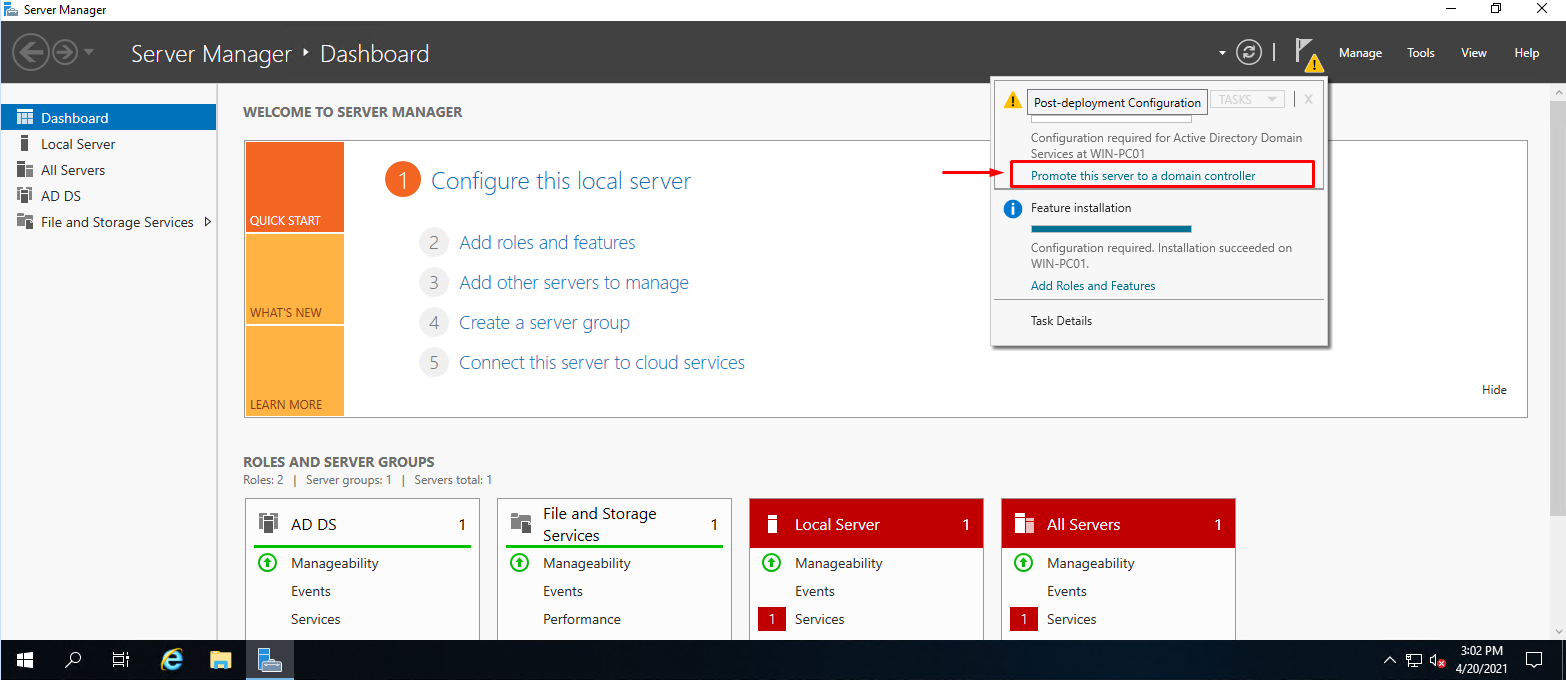 Server Manager
Server Manager ‣ Dashboard
Manage
Tools
View
Help
Dashboard
Local Server
All Servers
AD DS
File and Storage Services
WELCOME TO SERVER MANAGER
QUICK START
WHAT'S NEW
LEARN MORE
1 Configure this local server
2 Add roles and features
3 Add other servers to manage
4 Create a server group
5 Connect this server to cloud services
Hide
Post-deployment Configuration
TASKS
X
Configuration required for Active Directory Domain
Services at WIN-PC01
Promote this server to a domain controller
Feature installation
Configuration required. Installation succeeded on
WIN-PC01.
Add Roles and Features
Task Details
ROLES AND SERVER GROUPS
Roles: 2 | Server groups: 1 | Servers total: 1
AD DS 1
Manageability
Events
Services
File and Storage
Services
1
Manageability
Events
Performance
Local Server 1
Manageability
Events
1 Services
All Servers 1
Manageability
Events
1 Services
3:02 PM
4/20/2021